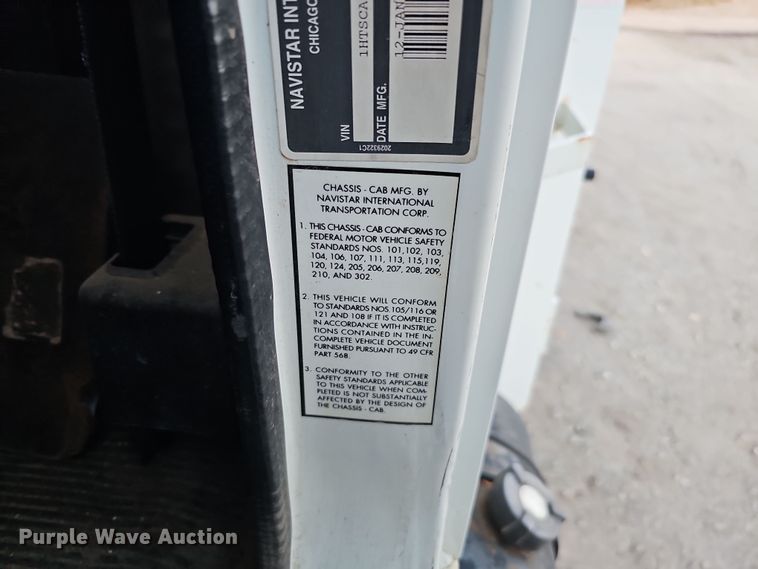 NAVISTAR INT
CHICAGO
VIN
1HTSCA
DATE MFG.
12-JAN
2029322C1
CHASSIS - CAB MFG. BY
NAVISTAR INTERNATIONAL
TRANSPORTATION CORP.
1. THIS CHASSIS - CAB CONFORMS TO
FEDERAL MOTOR VEHICLE SAFETY
STANDARDS NOS. 101, 102, 103,
104, 106, 107, 111, 113, 115, 119,
120, 124, 205, 206, 207, 208, 209,
210, AND 302.
2. THIS VEHICLE WILL CONFORM
TO STANDARDS NOS. 105/116 OR
121 AND 108 IF IT IS COMPLETED
IN ACCORDANCE WITH INSTRUC-
TIONS CONTAINED IN THE IN-
COMPLETE VEHICLE DOCUMENT
FURNISHED PURSUANT TO 49 CFR
PART 568.
3. CONFORMITY TO THE OTHER
SAFETY STANDARDS APPLICABLE
TO THIS VEHICLE WHEN COM-
PLETED IS NOT SUBSTANTIALLY
AFFECTED BY THE DESIGN OF
THE CHASSIS - CAB.
Purple Wave Auction